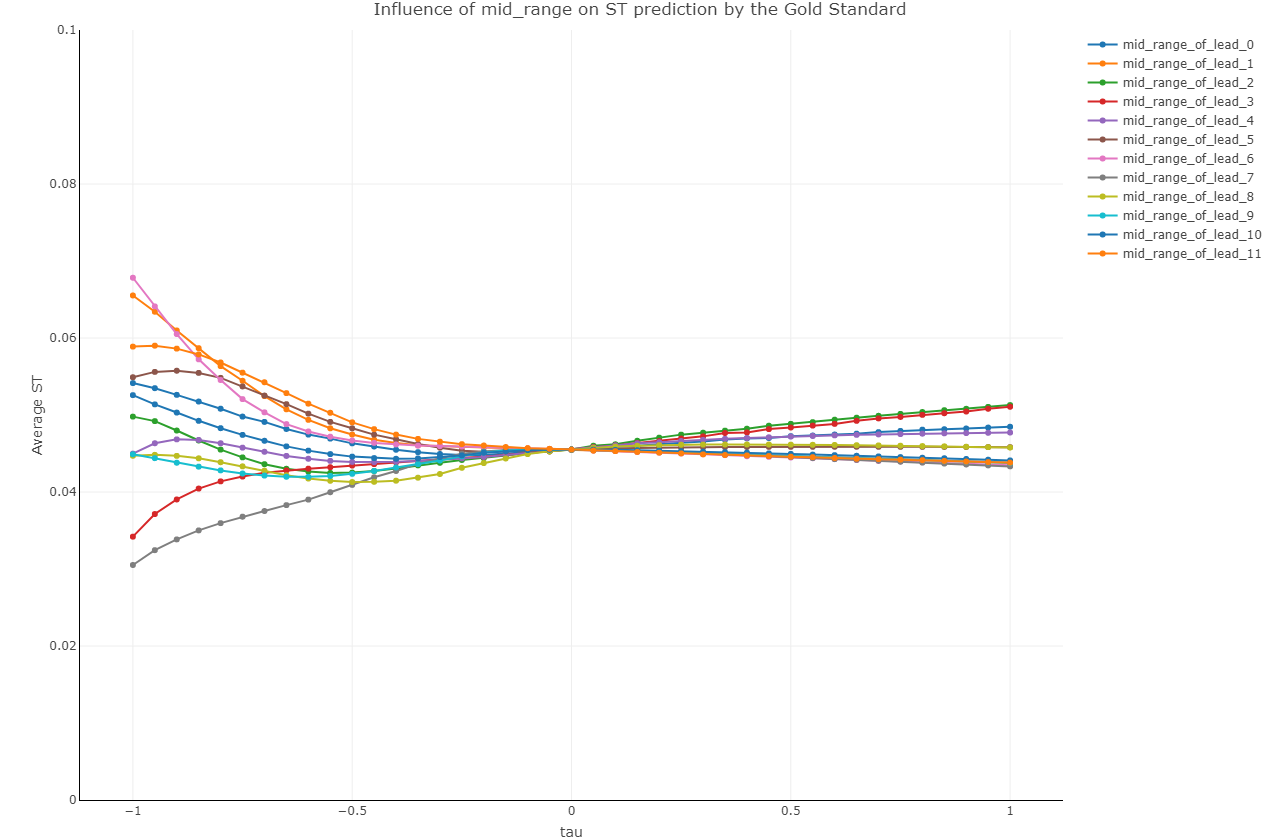 Influence of mid_range on ST prediction by the Gold Standard
0.1
0.08
0.06
0.04
0.02
0
Average ST
−1
−0.5
0
0.5
1
tau
mid_range_of_lead_0
mid_range_of_lead_1
mid_range_of_lead_2
mid_range_of_lead_3
mid_range_of_lead_4
mid_range_of_lead_5
mid_range_of_lead_6
mid_range_of_lead_7
mid_range_of_lead_8
mid_range_of_lead_9
mid_range_of_lead_10
mid_range_of_lead_11